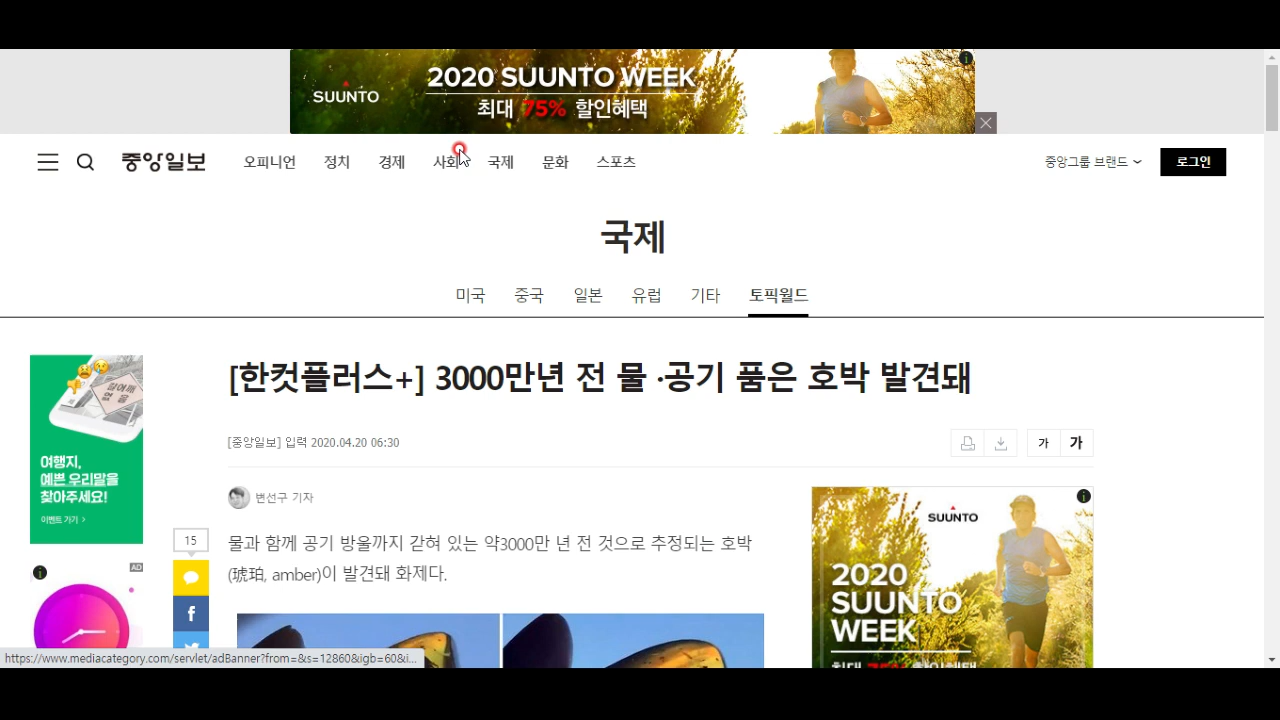 SUUNTO
2020 SUUNTO WEEK
최대 75% 할인혜택
중앙일보 오피니언 정치 경제 사회 국제 문화 스포츠 중앙그룹 브랜드 로그인
국제
미국 중국 일본 유럽 기타 토픽월드
[한컷플러스+] 3000만년 전 물 ·공기 품은 호박 발견돼
[중앙일보] 입력 2020.04.20 06:30
가 가
변선구 기자
물과 함께 공기 방울까지 갇혀 있는 약3000만 년 전 것으로 추정되는 호박
(琥珀, amber)이 발견돼 화제다.
여행지,
예쁜 우리말을
찾아주세요!
이벤트 가기 >
15
AD
SUUNTO
2020
SUUNTO
WEEK
최대 75% 할인혜택
https://www.mediacategory.com/servlet/adBanner?from=&s=12860&igb=60&i...